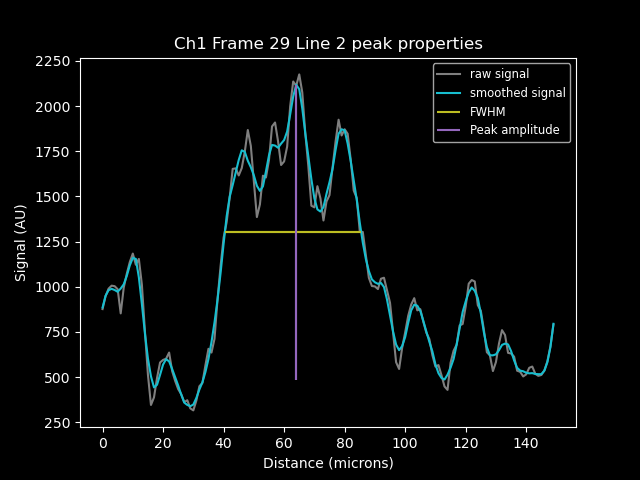 Ch1 Frame 29 Line 2 peak properties
raw signal
smoothed signal
FWHM
Peak amplitude
Signal (AU)
2250
2000
1750
1500
1250
1000
750
500
250
0 20 40 60 80 100 120 140
Distance (microns)